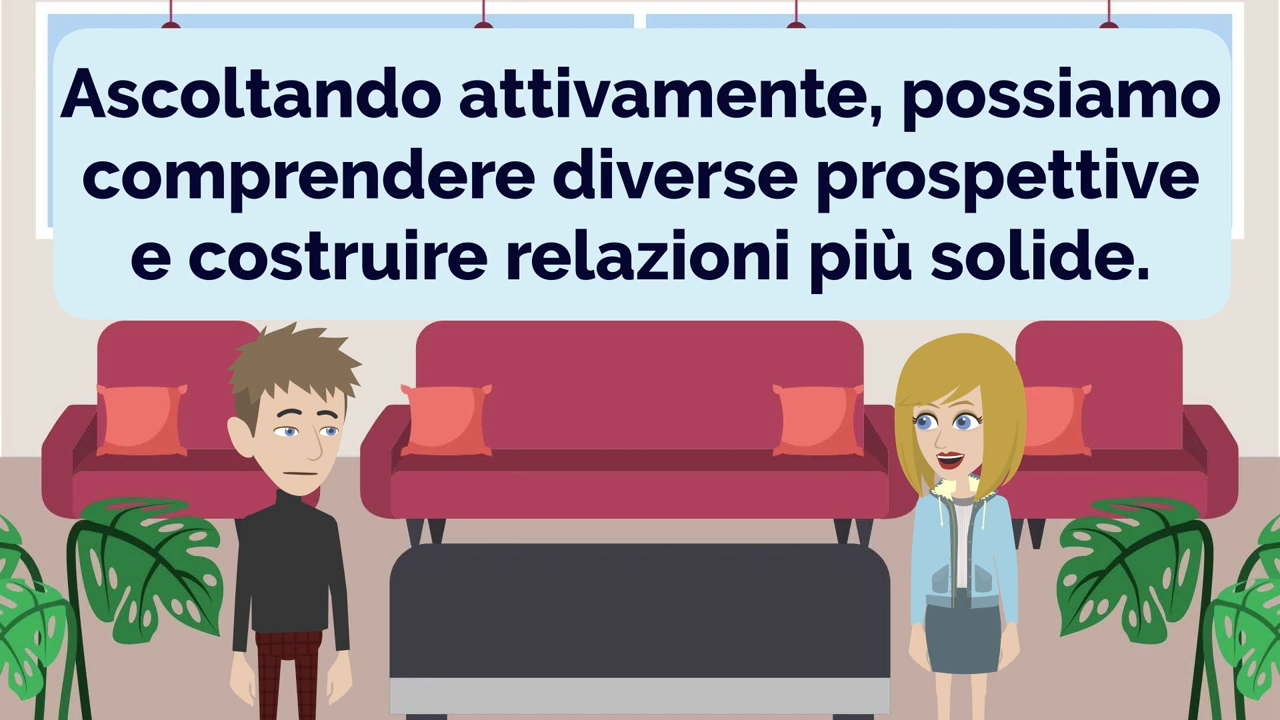 Ascoltando attivamente, possiamo
comprendere diverse prospettive
e costruire relazioni più solide.